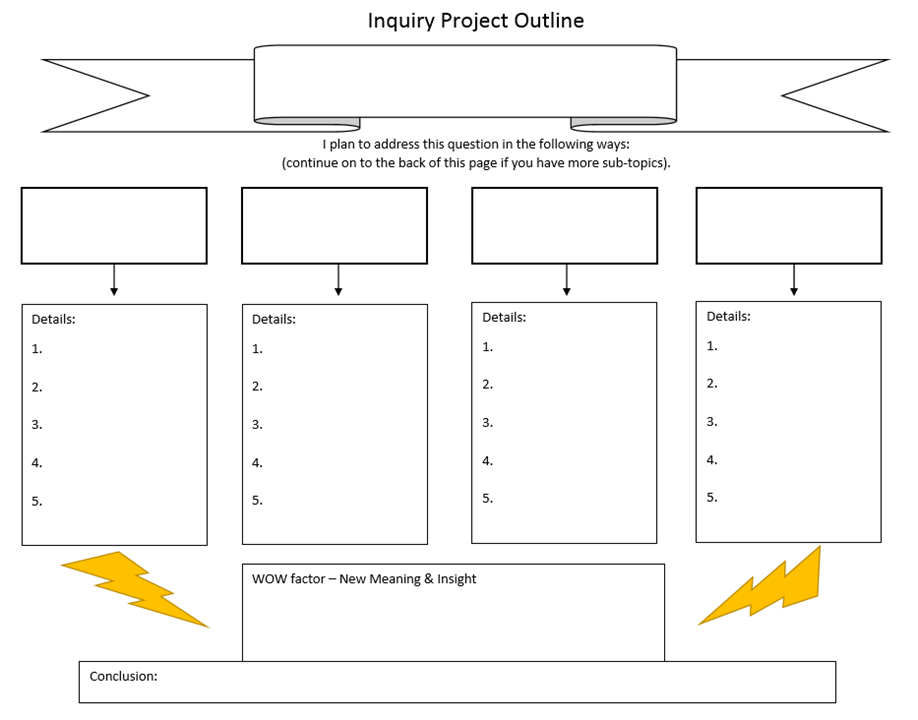 Inquiry Project Outline
I plan to address this question in the following ways:
(continue on to the back of this page if you have more sub-topics).
Details:
1.
2.
3.
4.
5.
Details:
1.
2.
3.
4.
5.
Details:
1.
2.
3.
4.
5.
Details:
1.
2.
3.
4.
5.
WOW factor – New Meaning & Insight
Conclusion: